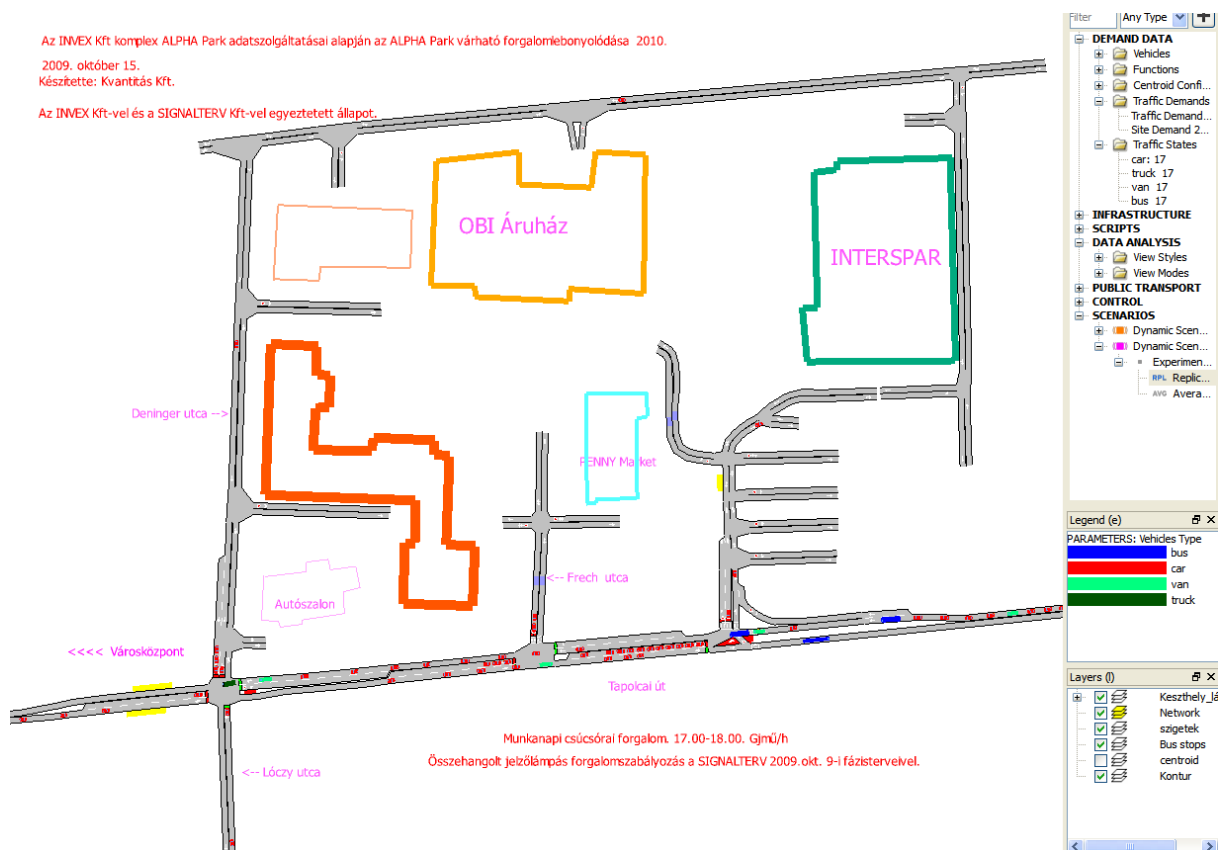 Az INVEX Kft komplex ALPHA Park adatszolgáltatásai alapján az ALPHA Park várható forgalomlebonyolódása 2010.
2009. október 15.
Készítette: Kvantitás Kft.
Az INVEX Kft-vel és a SIGNALTERV Kft-vel egyeztetett állapot.
OBI Áruház
INTERSPAR
Deninger utca -->
PENNY Market
<-- Frech utca
Autószalon
<<<< Városközpont
Tapolcai út
Munkanapi csúcsórai forgalom. 17.00-18.00. Gjmű/h
Összehangolt jelzőlámpás forgalomszabályozás a SIGNALTERV 2009.okt. 9-i fázisterveivel.
<-- Lóczy utca
Filter
Any Type
DEMAND DATA
Vehicles
Functions
Centroid Confi...
Traffic Demands
Traffic Demand...
Site Demand 2...
Traffic States
car: 17
truck 17
van 17
bus 17
INFRASTRUCTURE
SCRIPTS
DATA ANALYSIS
View Styles
View Modes
PUBLIC TRANSPORT
CONTROL
SCENARIOS
Dynamic Scen...
Dynamic Scen...
Experimen...
RPL Replic...
AVG Avera...
Legend (e)
PARAMETERS: Vehicles Type
bus
car
van
truck
Layers (l)
Keszthely_lá
Network
szigetek
Bus stops
centroid
Kontur